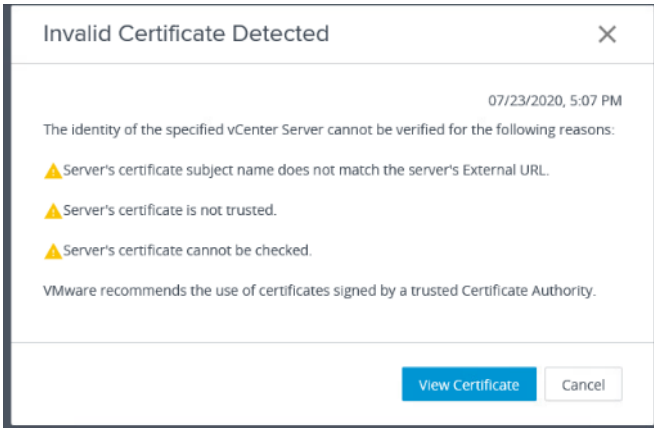 Invalid Certificate Detected
07/23/2020, 5:07 PM
The identity of the specified vCenter Server cannot be verified for the following reasons:
Server's certificate subject name does not match the server's External URL.
Server's certificate is not trusted.
Server's certificate cannot be checked.
VMware recommends the use of certificates signed by a trusted Certificate Authority.
View Certificate
Cancel